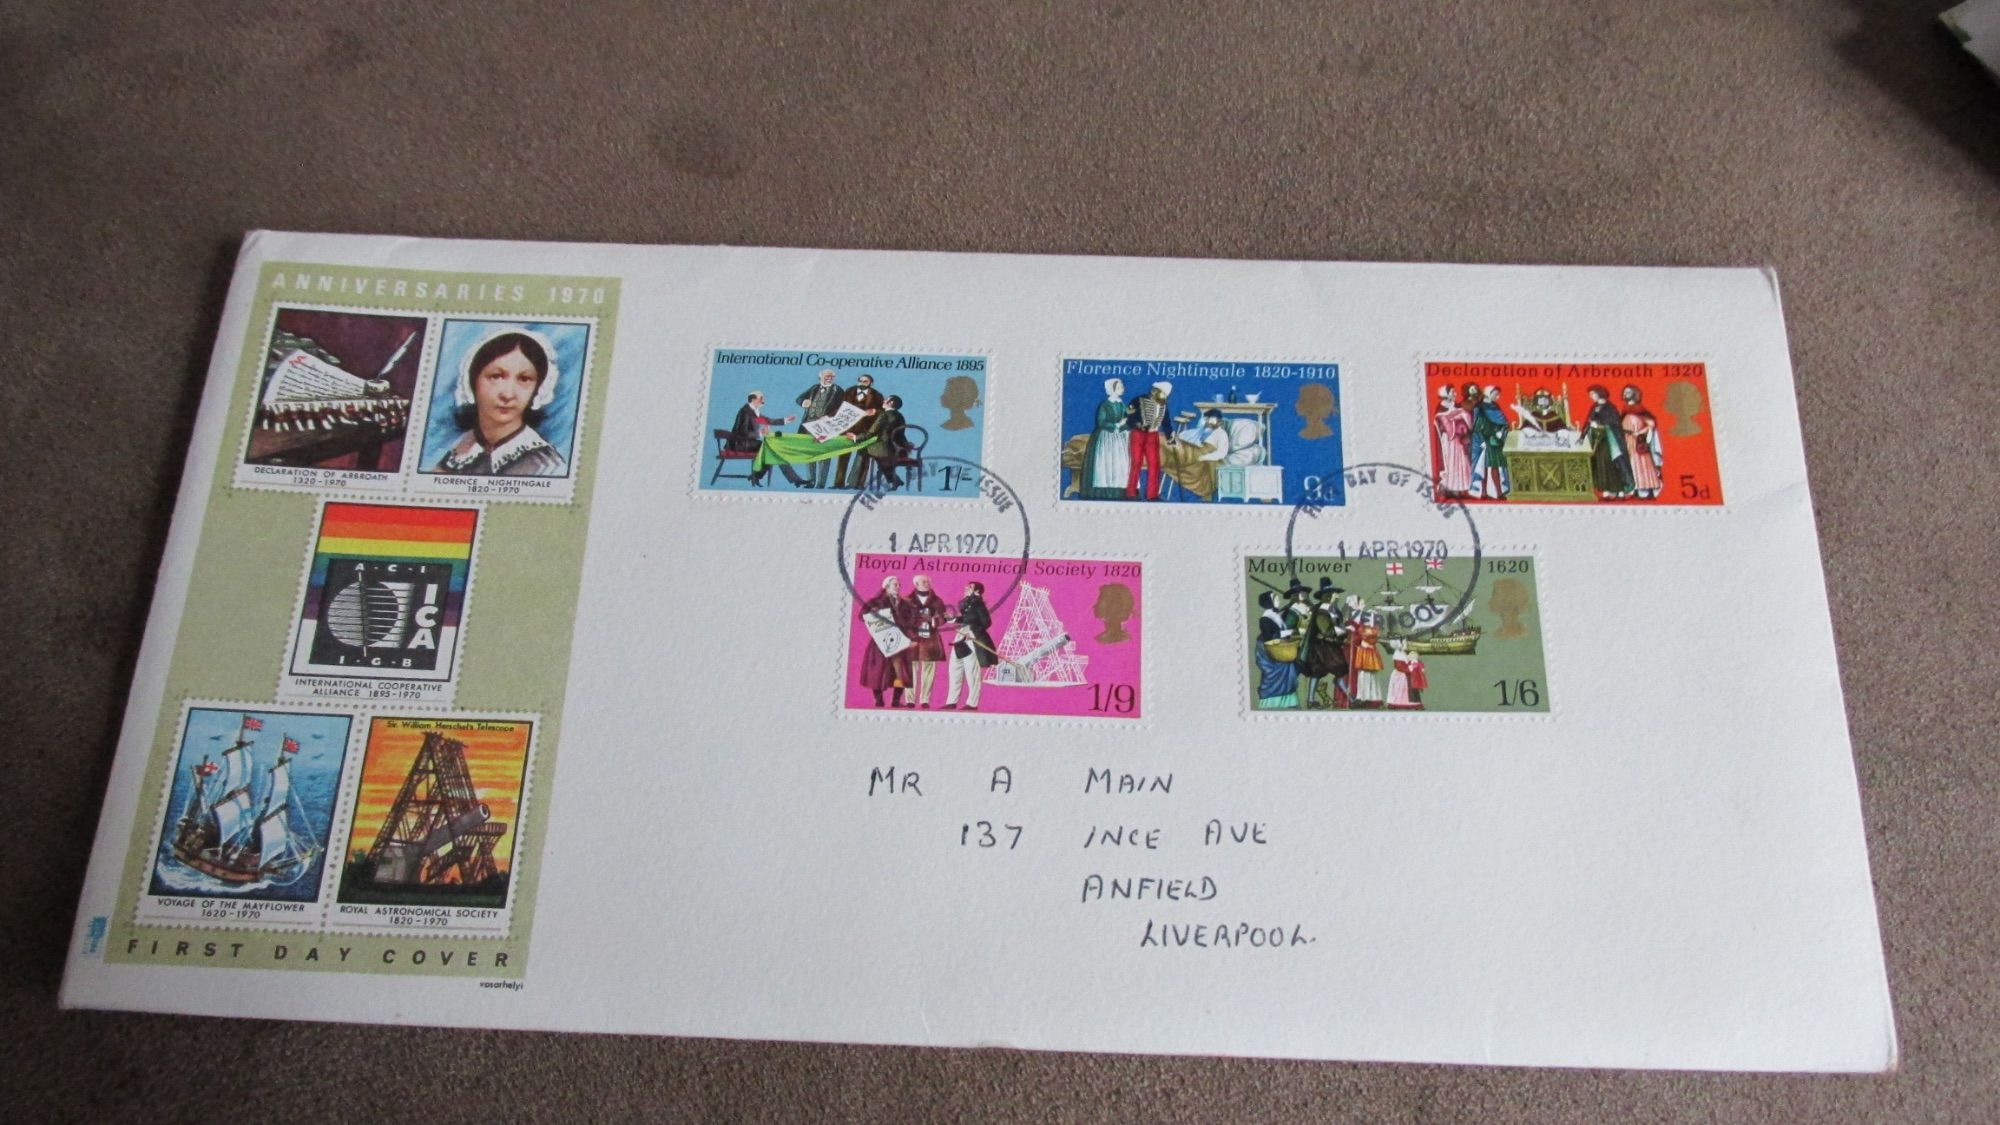 ANNIVERSARIES 1970
DECLARATION OF ARBROATH
1320-1970
FLORENCE NIGHTINGALE
1820-1970
A·C·I
ICA
I·G·B
INTERNATIONAL COOPERATIVE
ALLIANCE 1895-1970
VOYAGE OF THE MAYFLOWER
1620-1970
Sir William Herschel's Telescope
ROYAL ASTRONOMICAL SOCIETY
1820-1970
FIRST DAY COVER
vasarhelyi
International Co-operative Alliance 1895
1/-
Florence Nightingale 1820-1910
9d
Declaration of Arbroath 1320
5d
DAY OF ISSUE
1 APR 1970
DAY OF ISSUE
1 APR 1970
Royal Astronomical Society 1820
1/9
Mayflower 1620
1/6
MR A MAIN
137 INCE AVE
ANFIELD
LIVERPOOL.